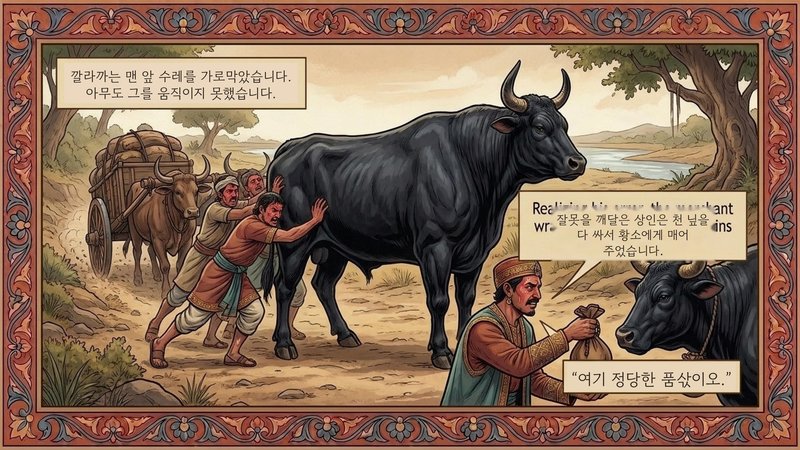 깔라까는 맨 앞 수레를 가로막았습니다.
아무도 그를 움직이지 못했습니다.
잘못을 깨달은 상인은 천 닢을
다 싸서 황소에게 매어
주었습니다.
“여기 정당한 품삯이오.”